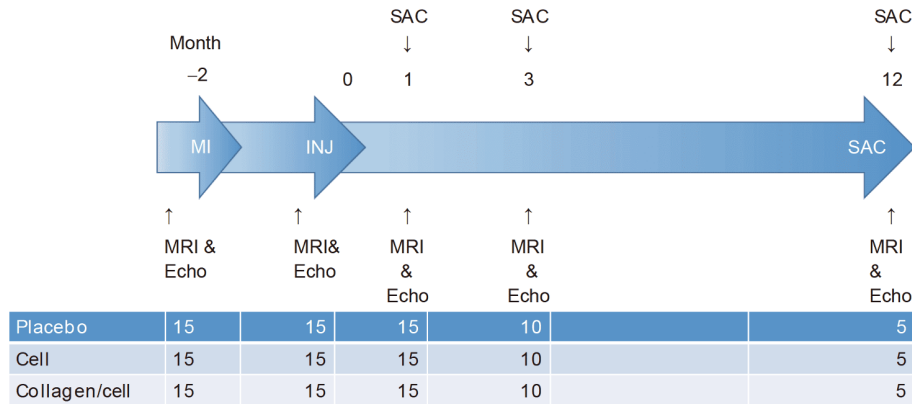 SAC SAC SAC
Month ↓ ↓ ↓
–2 0 1 3 12
MI INJ SAC
↑ ↑ ↑ ↑ ↑
MRI & MRI& MRI MRI MRI
Echo Echo & & &
Echo Echo Echo
Placebo 15 15 15 10 5
Cell 15 15 15 10 5
Collagen/cell 15 15 15 10 5